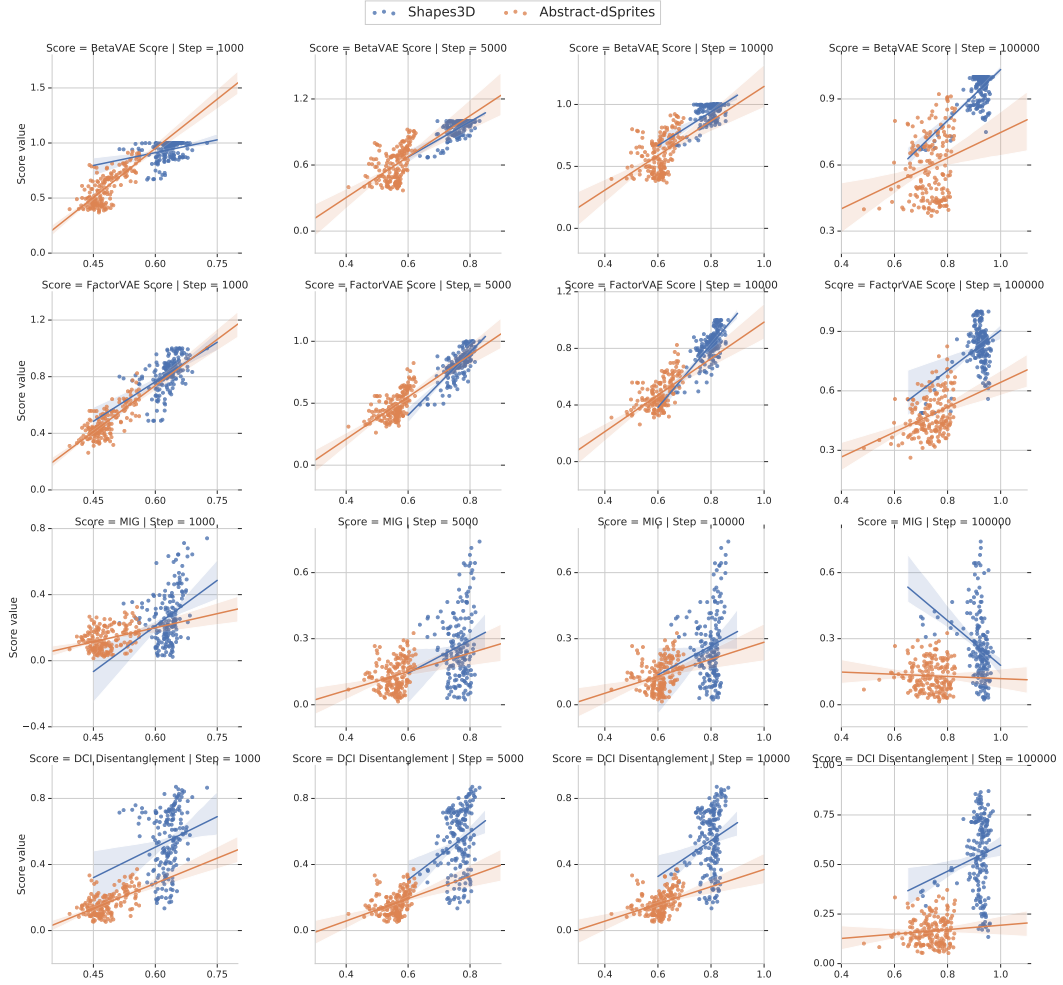 Shapes3D Abstract-dSprites
Score = BetaVAE Score | Step = 1000 Score = BetaVAE Score | Step = 5000 Score = BetaVAE Score | Step = 10000 Score = BetaVAE Score | Step = 100000
Score value
1.5 1.0 0.5 0.0
0.45 0.60 0.75
1.2 0.6 0.0
0.4 0.6 0.8
1.0 0.5 0.0
0.4 0.6 0.8 1.0
0.9 0.6 0.3
0.4 0.6 0.8 1.0
Score = FactorVAE Score | Step = 1000 Score = FactorVAE Score | Step = 5000 Score = FactorVAE Score | Step = 10000 Score = FactorVAE Score | Step = 100000
Score value
1.2 0.8 0.4 0.0
0.45 0.60 0.75
1.0 0.5 0.0
0.4 0.6 0.8
1.2 0.8 0.4 0.0
0.4 0.6 0.8 1.0
0.9 0.6 0.3
0.4 0.6 0.8 1.0
Score = MIG | Step = 1000 Score = MIG | Step = 5000 Score = MIG | Step = 10000 Score = MIG | Step = 100000
Score value
0.8 0.4 0.0 −0.4
0.45 0.60 0.75
0.6 0.3 0.0
0.4 0.6 0.8
0.6 0.3 0.0
0.4 0.6 0.8 1.0
0.6 0.3 0.0
0.4 0.6 0.8 1.0
Score = DCI Disentanglement | Step = 1000 Score = DCI Disentanglement | Step = 5000 Score = DCI Disentanglement | Step = 10000 Score = DCI Disentanglement | Step = 100000
Score value
0.8 0.4 0.0
0.45 0.60 0.75
0.8 0.4 0.0
0.4 0.6 0.8
0.8 0.4 0.0
0.4 0.6 0.8 1.0
1.00 0.75 0.50 0.25 0.00
0.4 0.6 0.8 1.0